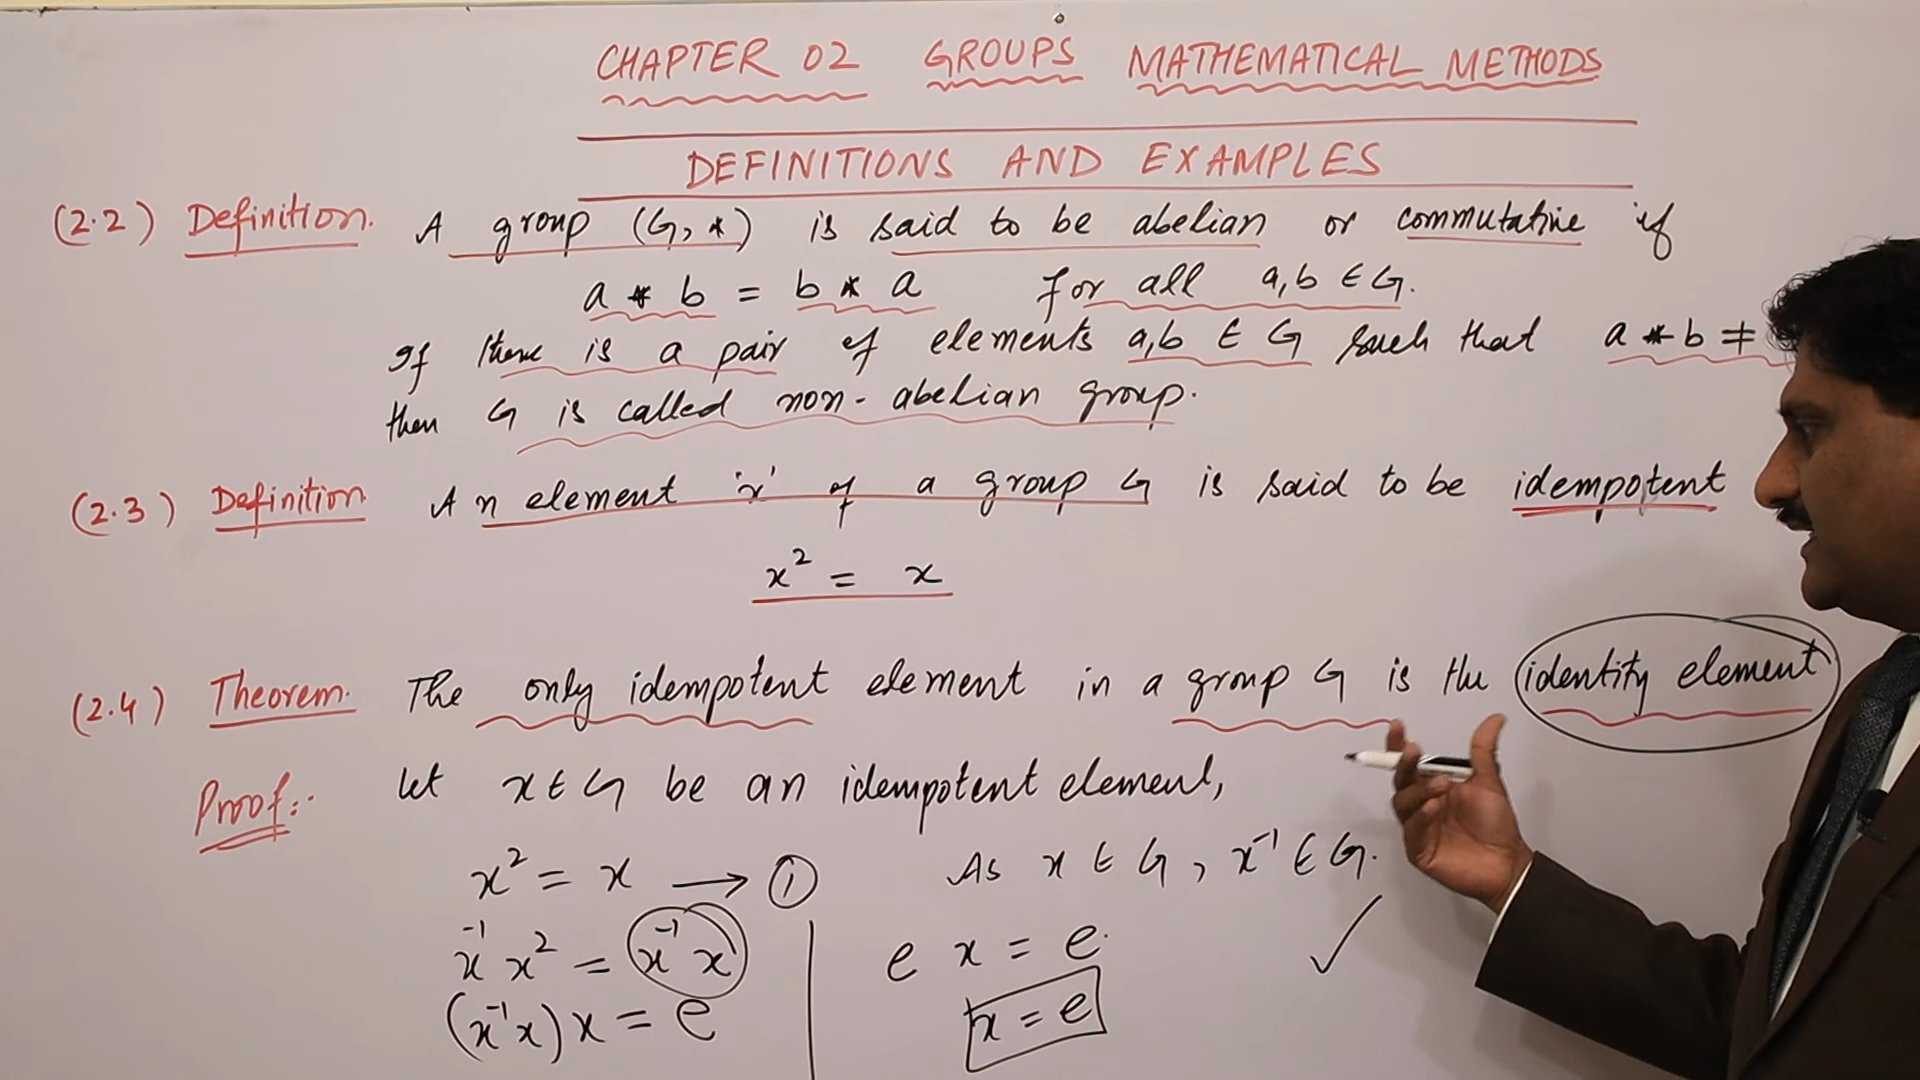 CHAPTER 02 GROUPS MATHEMATICAL METHODS
DEFINITIONS AND EXAMPLES
(2.2) Definition. A group (G, *) is said to be abelian or commutative if
a * b = b * a for all a, b ∈ G.
If there is a pair of elements a, b ∈ G such that a * b ≠
then G is called non-abelian group.
(2.3) Definition An element 'x' of a group G is said to be idempotent
x² = x
(2.4) Theorem. The only idempotent element in a group G is the identity element
Proof:- let x ∈ G be an idempotent element,
x² = x → ① As x ∈ G, x⁻¹ ∈ G.
x⁻¹ x² = x⁻¹ x
(x⁻¹x) x = e
e x = e.
x = e